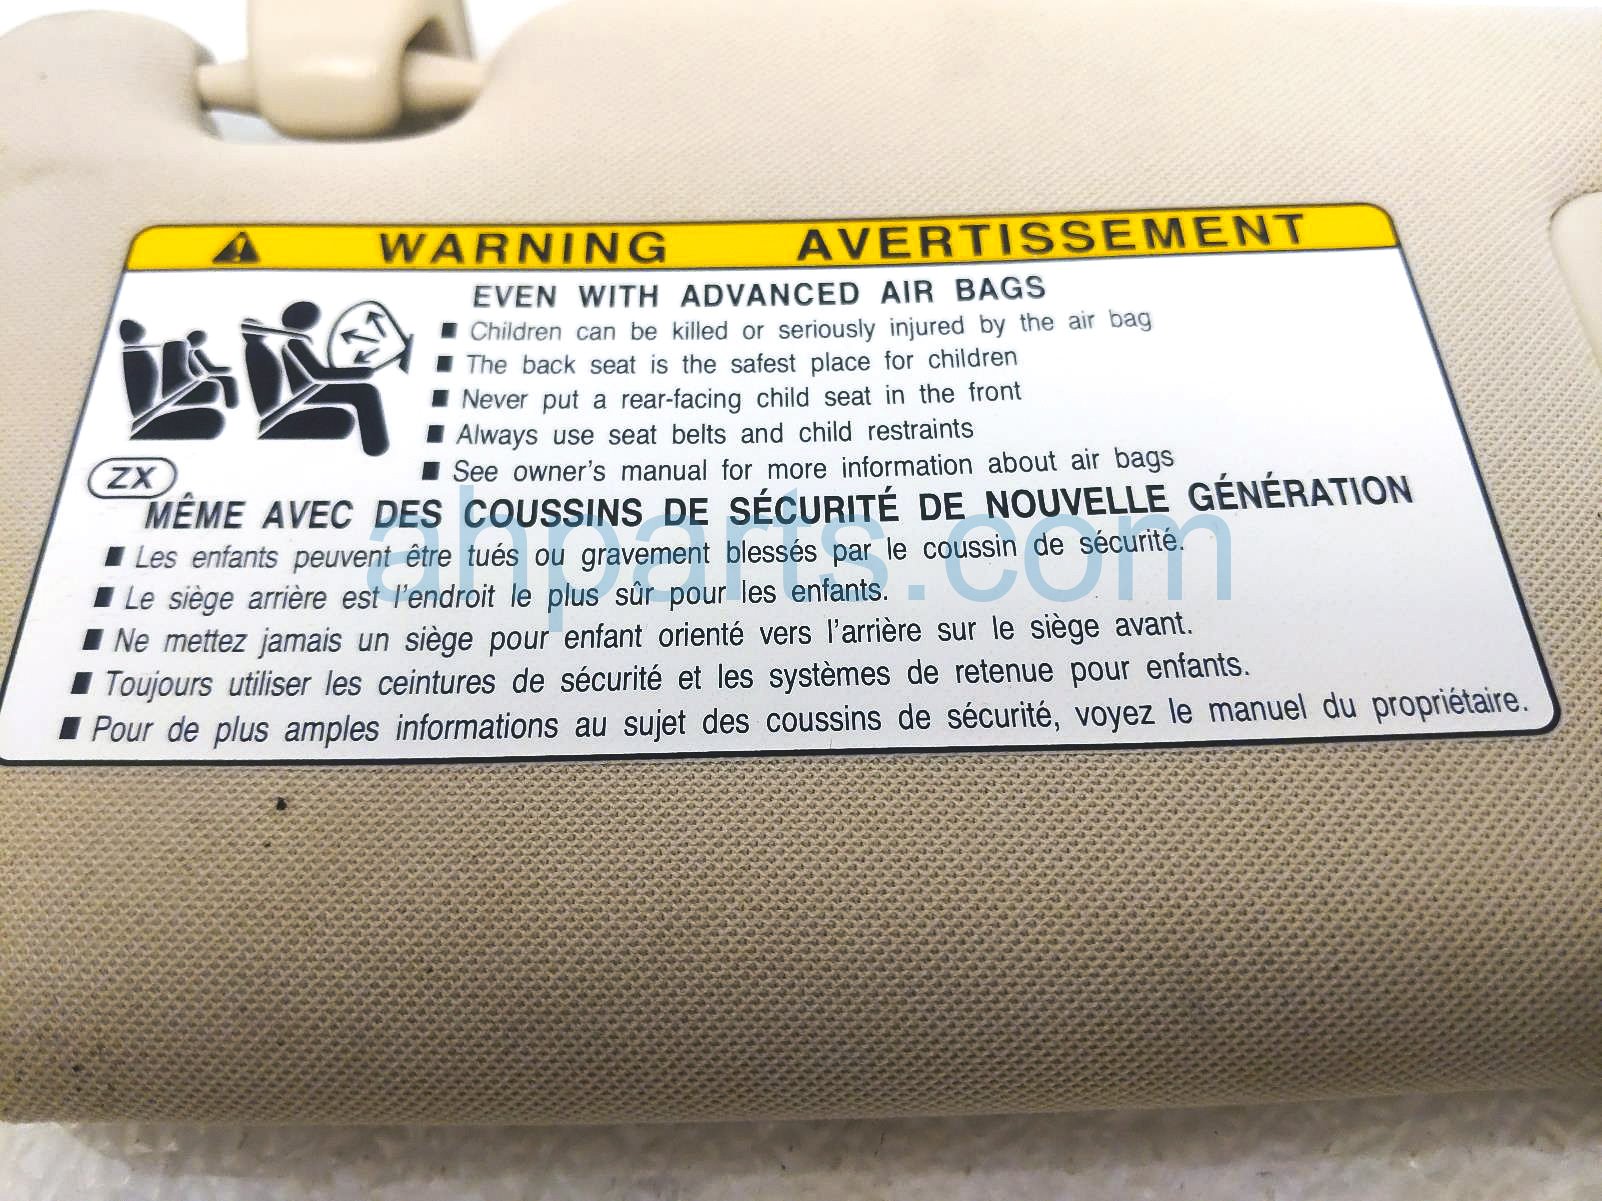 WARNING AVERTISSEMENT
EVEN WITH ADVANCED AIR BAGS
■ Children can be killed or seriously injured by the air bag
■ The back seat is the safest place for children
■ Never put a rear-facing child seat in the front
■ Always use seat belts and child restraints
■ See owner's manual for more information about air bags
ZX
MÊME AVEC DES COUSSINS DE SÉCURITÉ DE NOUVELLE GÉNÉRATION
■ Les enfants peuvent être tués ou gravement blessés par le coussin de sécurité.
■ Le siège arrière est l'endroit le plus sûr pour les enfants.
■ Ne mettez jamais un siège pour enfant orienté vers l'arrière sur le siège avant.
■ Toujours utiliser les ceintures de sécurité et les systèmes de retenue pour enfants.
■ Pour de plus amples informations au sujet des coussins de sécurité, voyez le manuel du propriétaire.
ahparts.com